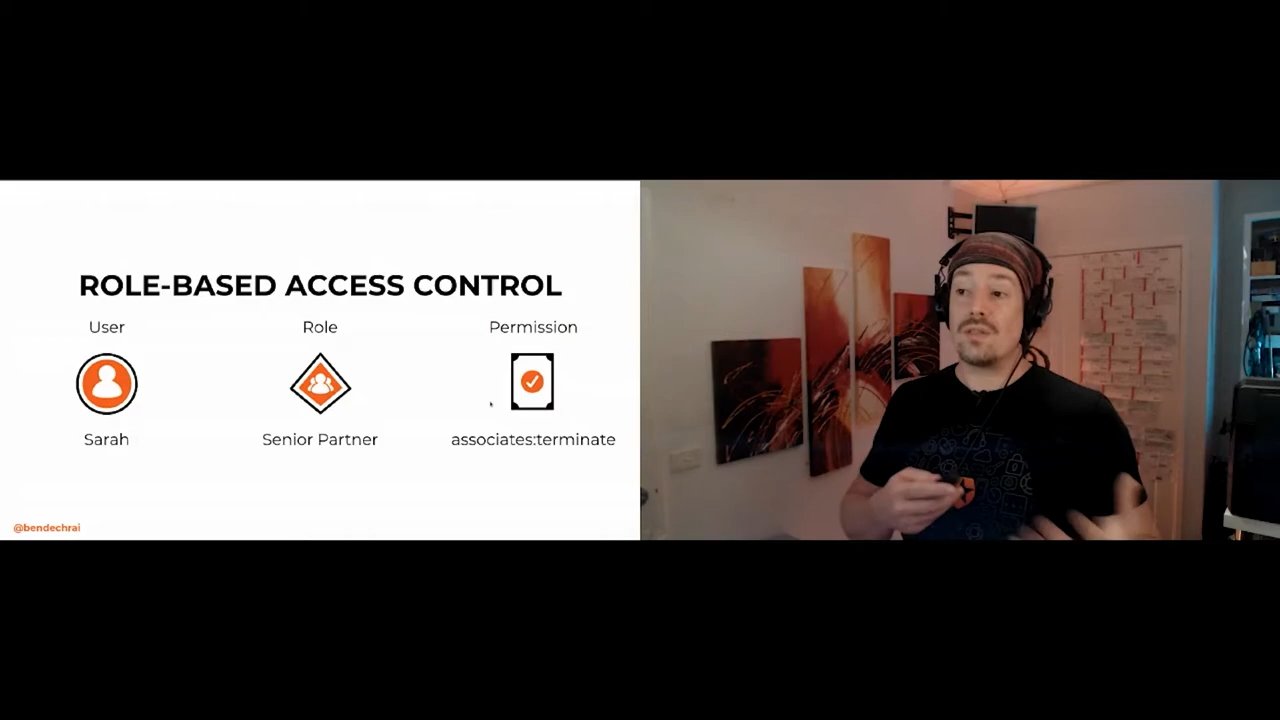 ROLE-BASED ACCESS CONTROL
User Role Permission
Sarah Senior Partner associates:terminate
@bendechrai